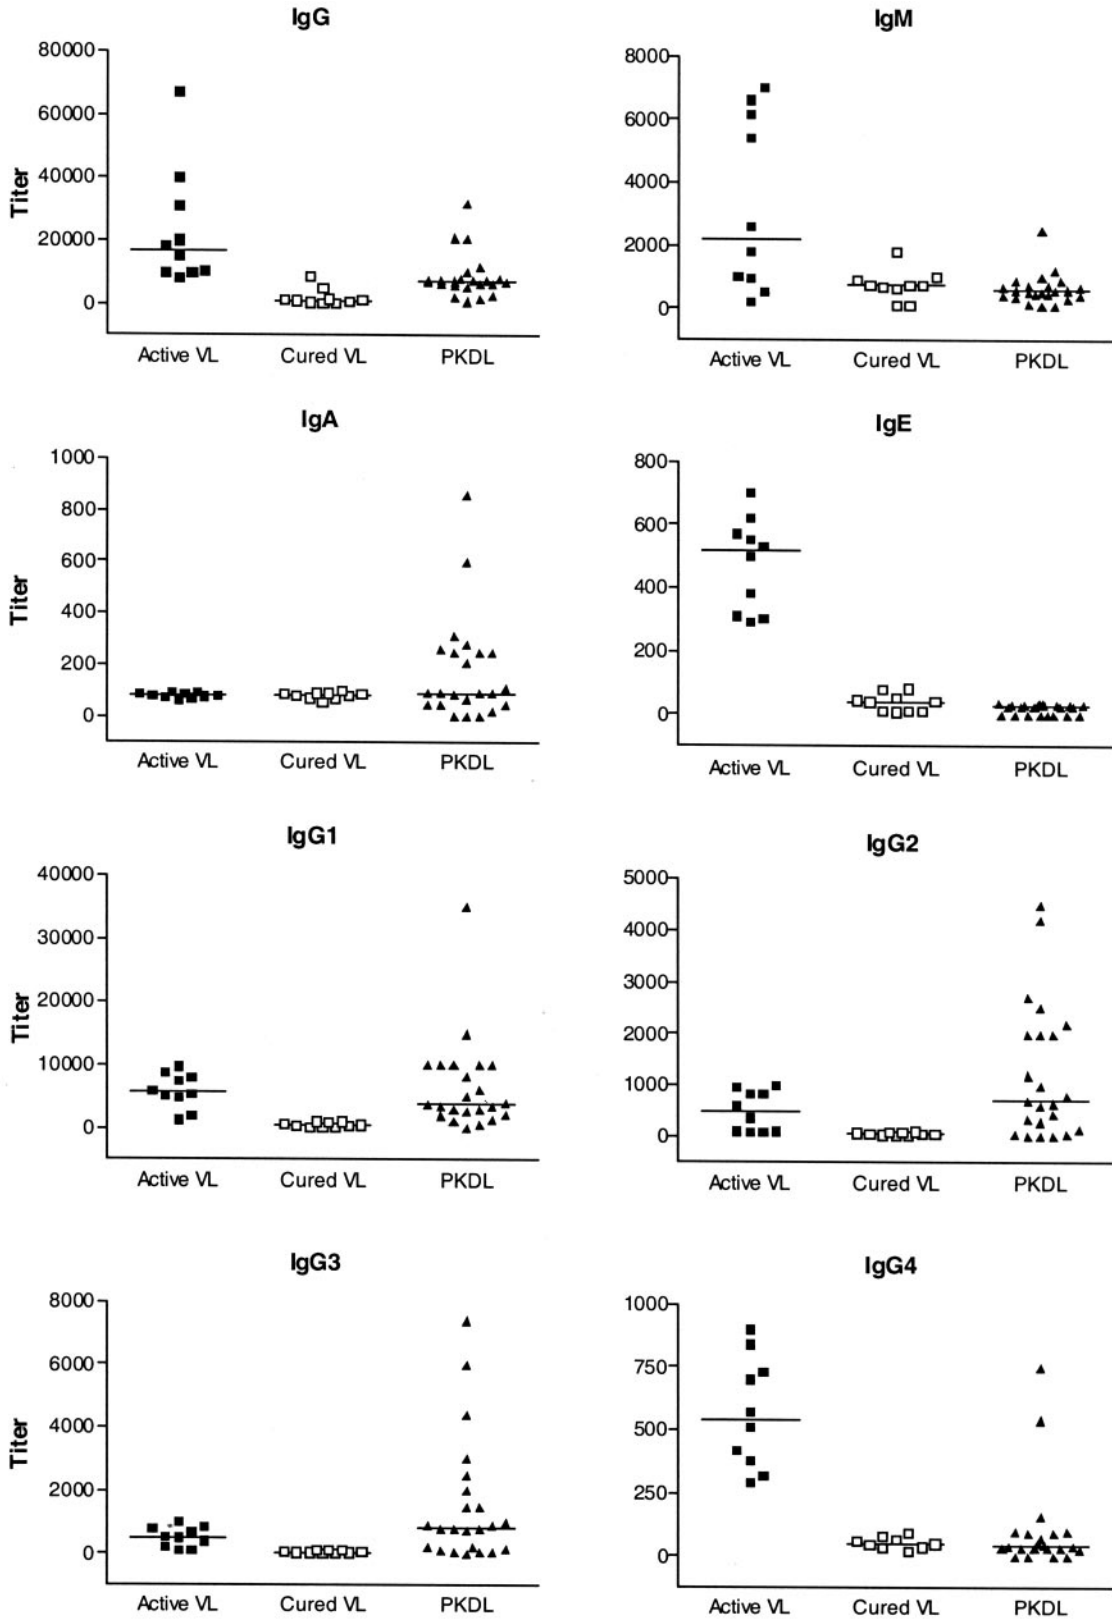 IgG
80000
60000
40000
20000
0
Titer
Active VL Cured VL PKDL
IgM
8000
6000
4000
2000
0
Active VL Cured VL PKDL
IgA
1000
800
600
400
200
0
Titer
Active VL Cured VL PKDL
IgE
800
600
400
200
0
Active VL Cured VL PKDL
IgG1
40000
30000
20000
10000
0
Titer
Active VL Cured VL PKDL
IgG2
5000
4000
3000
2000
1000
0
Active VL Cured VL PKDL
IgG3
8000
6000
4000
2000
0
Titer
Active VL Cured VL PKDL
IgG4
1000
750
500
250
0
Active VL Cured VL PKDL